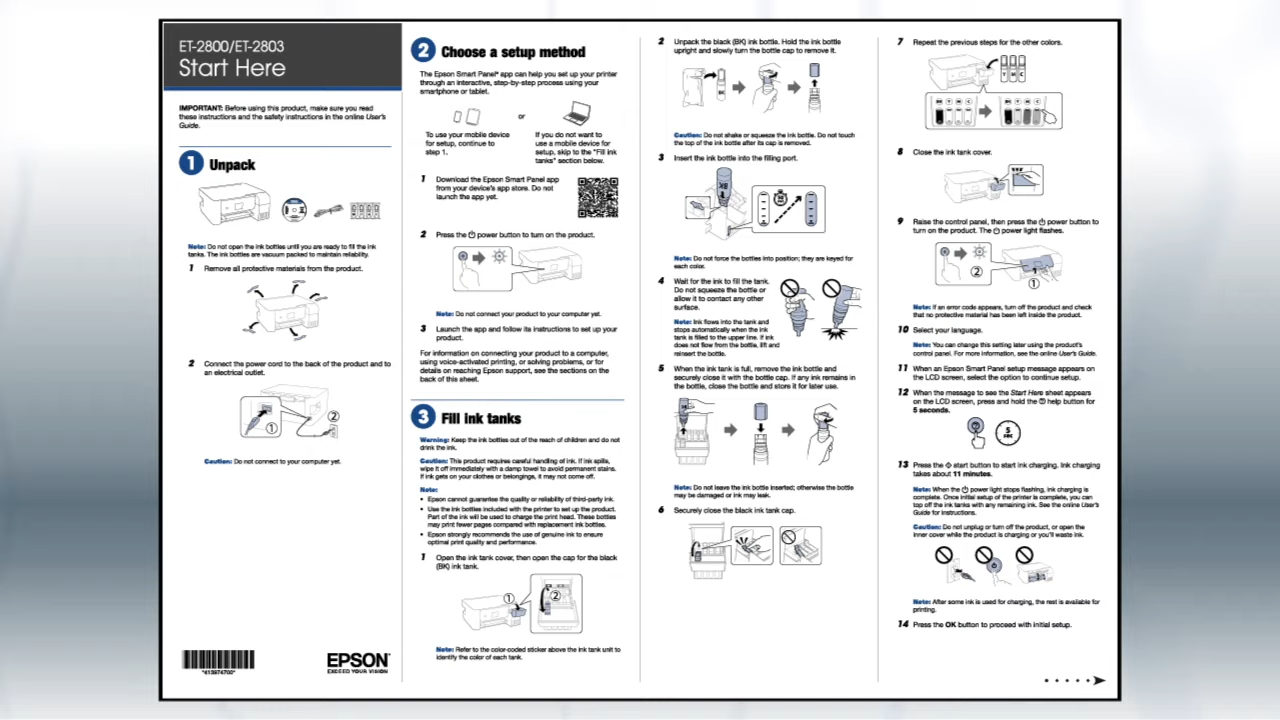 ET-2800/ET-2803
Start Here
IMPORTANT: Before using this product, make sure you read
these instructions and the safety instructions in the online User's
Guide.
1 Unpack
Note: Do not open the ink bottles until you are ready to fill the ink
tanks. The ink bottles are vacuum packed to maintain reliability.
1 Remove all protective materials from the product.
2 Connect the power cord to the back of the product and to
an electrical outlet.
①
②
Caution: Do not connect to your computer yet.
*413974700*
EPSON
EXCEED YOUR VISION
2 Choose a setup method
The Epson Smart Panel® app can help you set up your printer
through an interactive, step-by-step process using your
smartphone or tablet.
or
To use your mobile device
for setup, continue to
step 1.
If you do not want to
use a mobile device for
setup, skip to the "Fill ink
tanks" section below.
1 Download the Epson Smart Panel app
from your device's app store. Do not
launch the app yet.
2 Press the ⏻ power button to turn on the product.
Note: Do not connect your product to your computer yet.
3 Launch the app and follow its instructions to set up your
product.
For information on connecting your product to a computer,
using voice-activated printing, or solving problems, or for
details on reaching Epson support, see the sections on the
back of this sheet.
3 Fill ink tanks
Warning: Keep the ink bottles out of the reach of children and do not
drink the ink.
Caution: This product requires careful handling of ink. If ink spills,
wipe it off immediately with a damp towel to avoid permanent stains.
If ink gets on your clothes or belongings, it may not come off.
Note:
• Epson cannot guarantee the quality or reliability of third-party ink.
• Use the ink bottles included with the printer to set up the product.
Part of the ink will be used to charge the print head. These bottles
may print fewer pages compared with replacement ink bottles.
• Epson strongly recommends the use of genuine ink to ensure
optimal print quality and performance.
1 Open the ink tank cover, then open the cap for the black
(BK) ink tank.
①
②
Note: Refer to the color-coded sticker above the ink tank unit to
identify the color of each tank.
2 Unpack the black (BK) ink bottle. Hold the ink bottle
upright and slowly turn the bottle cap to remove it.
BK
Caution: Do not shake or squeeze the ink bottle. Do not touch
the top of the ink bottle after its cap is removed.
3 Insert the ink bottle into the filling port.
BK
Note: Do not force the bottles into position; they are keyed for
each color.
4 Wait for the ink to fill the tank.
Do not squeeze the bottle or
allow it to contact any other
surface.
Note: Ink flows into the tank and
stops automatically when the ink
tank is filled to the upper line. If ink
does not flow from the bottle, lift and
reinsert the bottle.
5 When the ink tank is full, remove the ink bottle and
securely close it with the bottle cap. If any ink remains in
the bottle, close the bottle and store it for later use.
Note: Do not leave the ink bottle inserted; otherwise the bottle
may be damaged or ink may leak.
6 Securely close the black ink tank cap.
7 Repeat the previous steps for the other colors.
Y M C
BK Y M C
BK Y M C
8 Close the ink tank cover.
9 Raise the control panel, then press the ⏻ power button to
turn on the product. The ⏻ power light flashes.
②
①
Note: If an error code appears, turn off the product and check
that no protective material has been left inside the product.
10 Select your language.
Note: You can change this setting later using the product's
control panel. For more information, see the online User's Guide.
11 When an Epson Smart Panel setup message appears on
the LCD screen, select the option to continue setup.
12 When the message to see the Start Here sheet appears
on the LCD screen, press and hold the ? help button for
5 seconds.
5
SEC
13 Press the start button to start ink charging. Ink charging
takes about 11 minutes.
Note: When the ⏻ power light stops flashing, ink charging is
complete. Once initial setup of the printer is complete, you can
top off the ink tanks with any remaining ink. See the online User's
Guide for instructions.
Caution: Do not unplug or turn off the product, or open the
inner cover while the product is charging or you'll waste ink.
Note: After some ink is used for charging, the rest is available for
printing.
14 Press the OK button to proceed with initial setup.